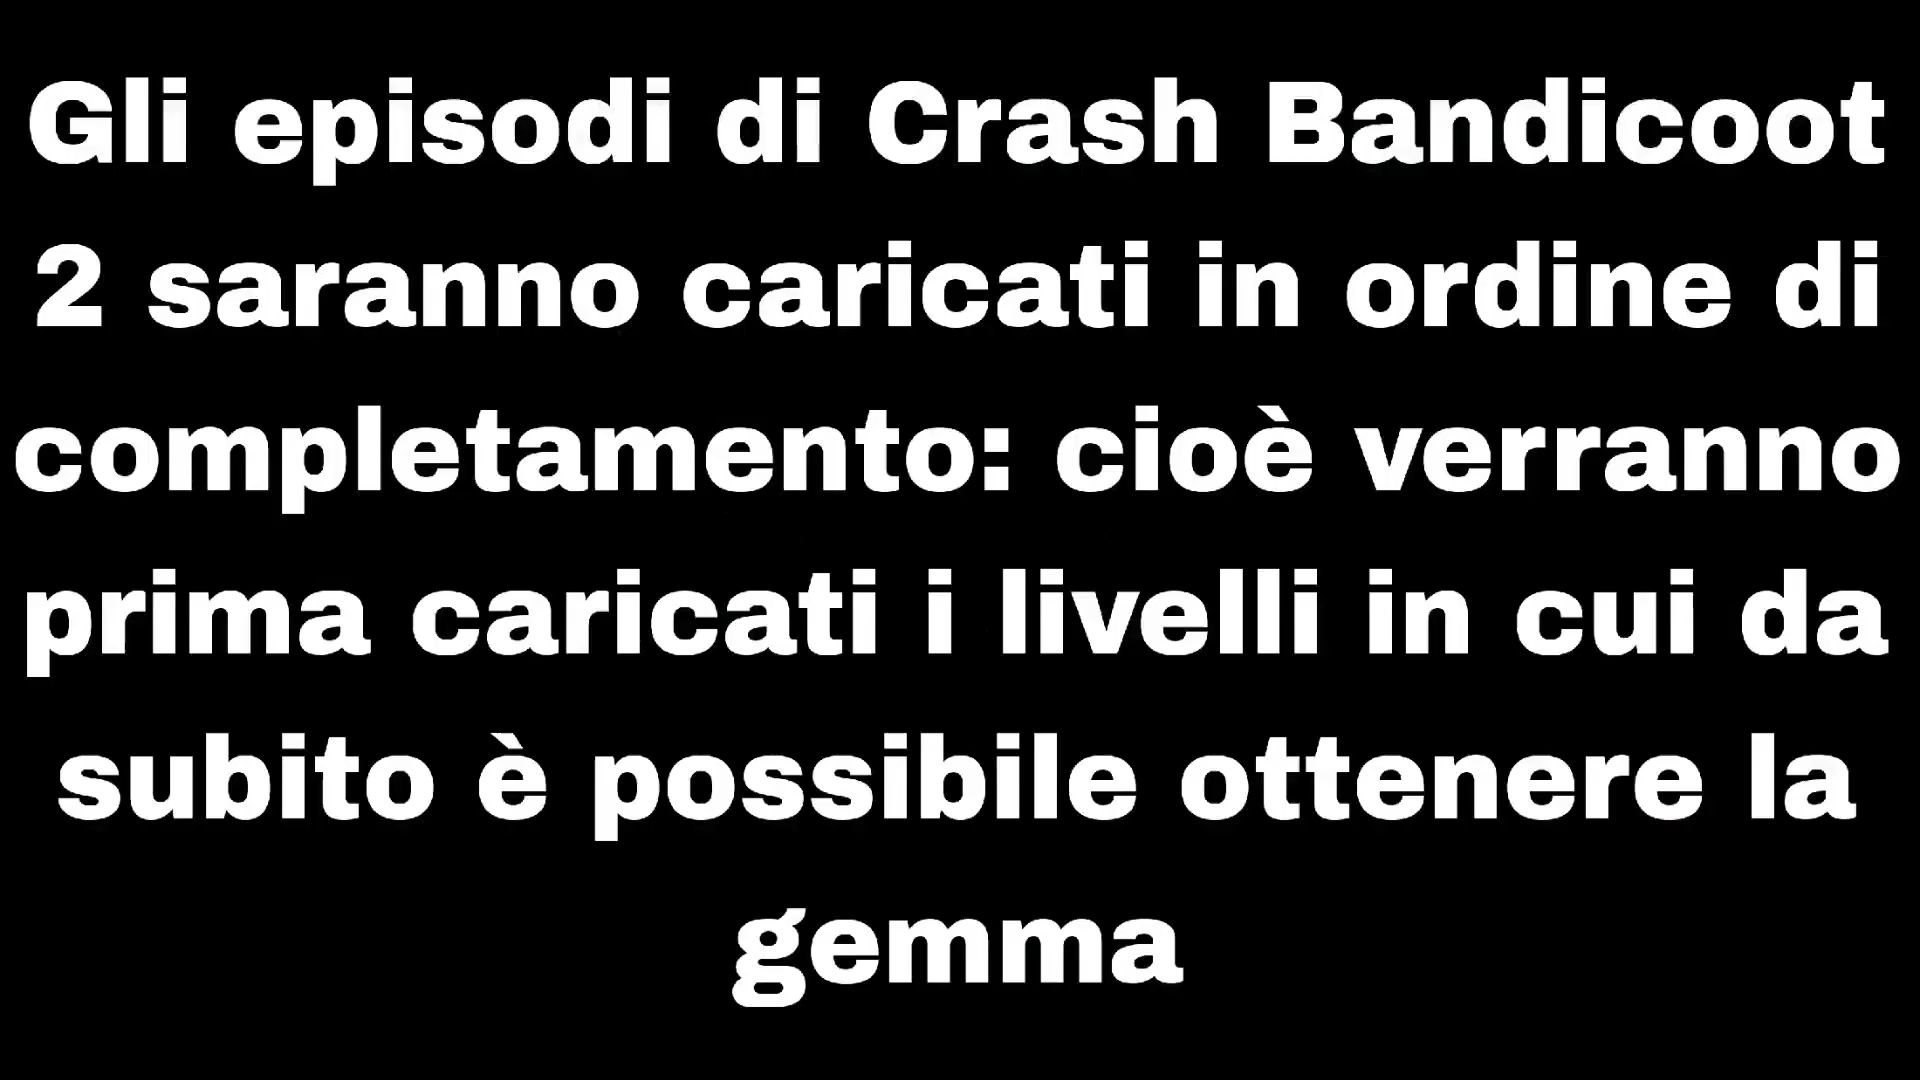 Gli episodi di Crash Bandicoot
2 saranno caricati in ordine di
completamento: cioè verranno
prima caricati i livelli in cui da
subito è possibile ottenere la
gemma